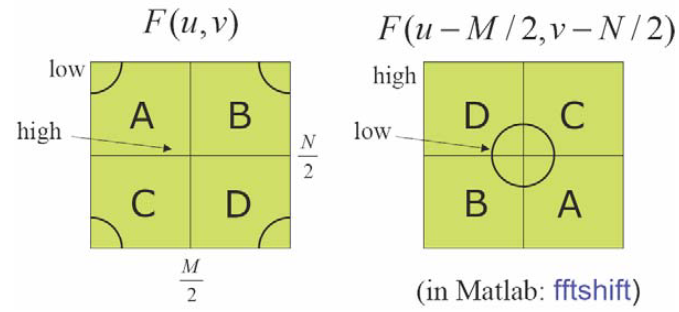 F(u,v)
F(u − M / 2, v − N / 2)
low
high
A B
C D
N/2
M/2
high
low
D C
B A
(in Matlab: fftshift)